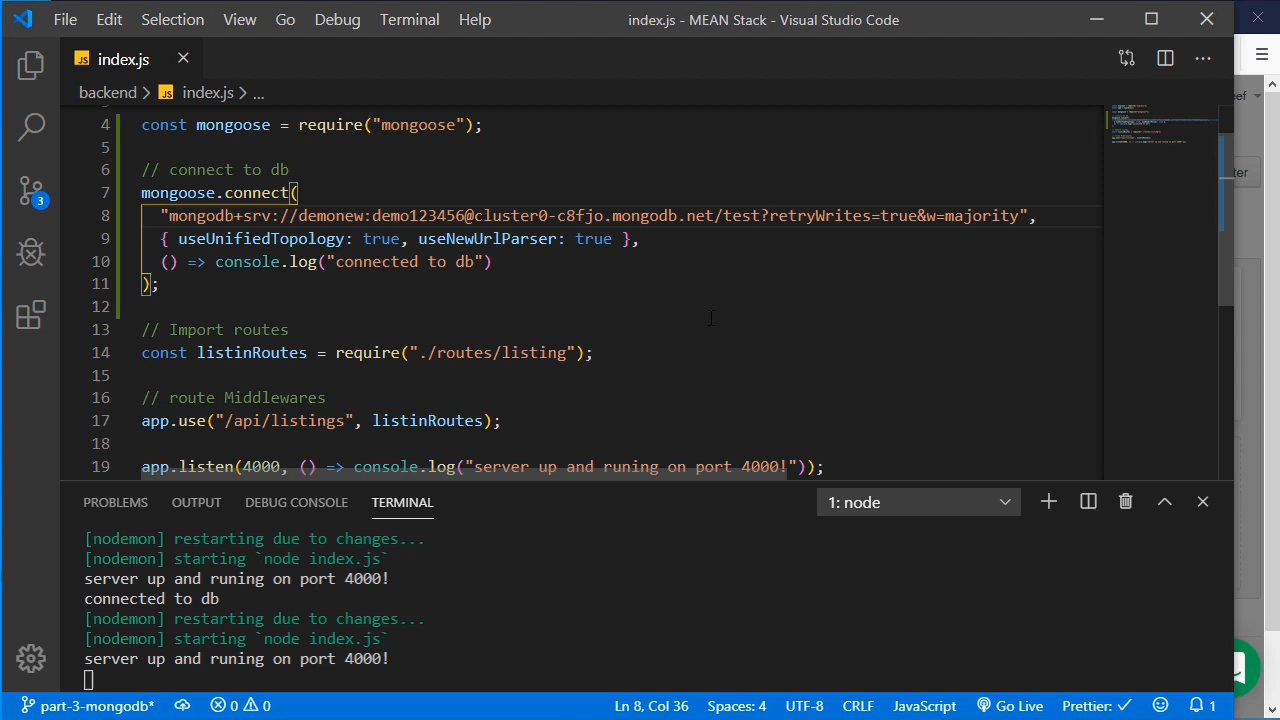 File Edit Selection View Go Debug Terminal Help index.js - MEAN Stack - Visual Studio Code
JS index.js
backend > JS index.js > ...
4 const mongoose = require("mongoose");
5
6 // connect to db
7 mongoose.connect(
8 "mongodb+srv://demonew:demo123456@cluster0-c8fjo.mongodb.net/test?retryWrites=true&w=majority",
9 { useUnifiedTopology: true, useNewUrlParser: true },
10 () => console.log("connected to db")
11 );
12
13 // Import routes
14 const listinRoutes = require("./routes/listing");
15
16 // route Middlewares
17 app.use("/api/listings", listinRoutes);
18
19 app.listen(4000, () => console.log("server up and runing on port 4000!"));
3
PROBLEMS OUTPUT DEBUG CONSOLE TERMINAL 1: node
[nodemon] restarting due to changes...
[nodemon] starting `node index.js`
server up and runing on port 4000!
connected to db
[nodemon] restarting due to changes...
[nodemon] starting `node index.js`
server up and runing on port 4000!
part-3-mongodb* 0 0 Ln 8, Col 36 Spaces: 4 UTF-8 CRLF JavaScript Go Live Prettier: ✓ 1